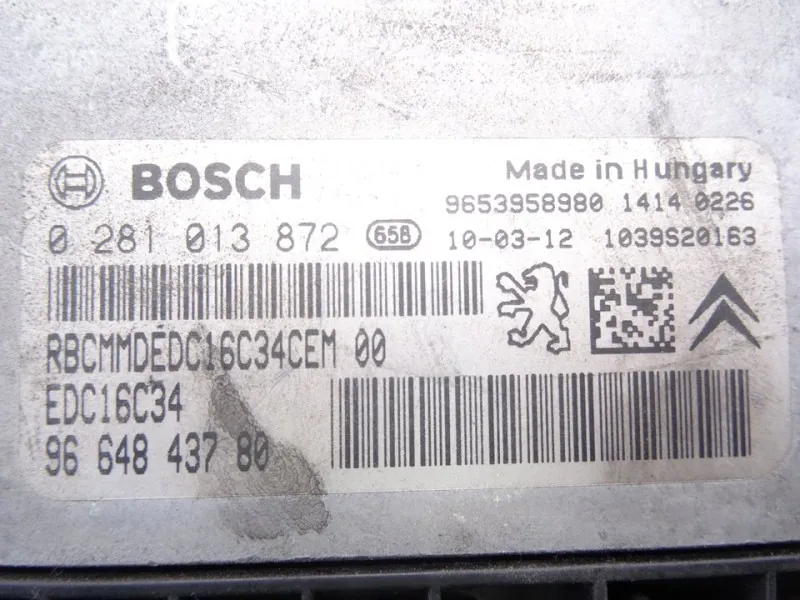 BOSCH
Made in Hungary
9653958980 1414 0226
0 281 013 872 658 10-03-12 1039S20163
RBCMMDEDC16C34CEM 00
EDC16C34
96 648 437 80